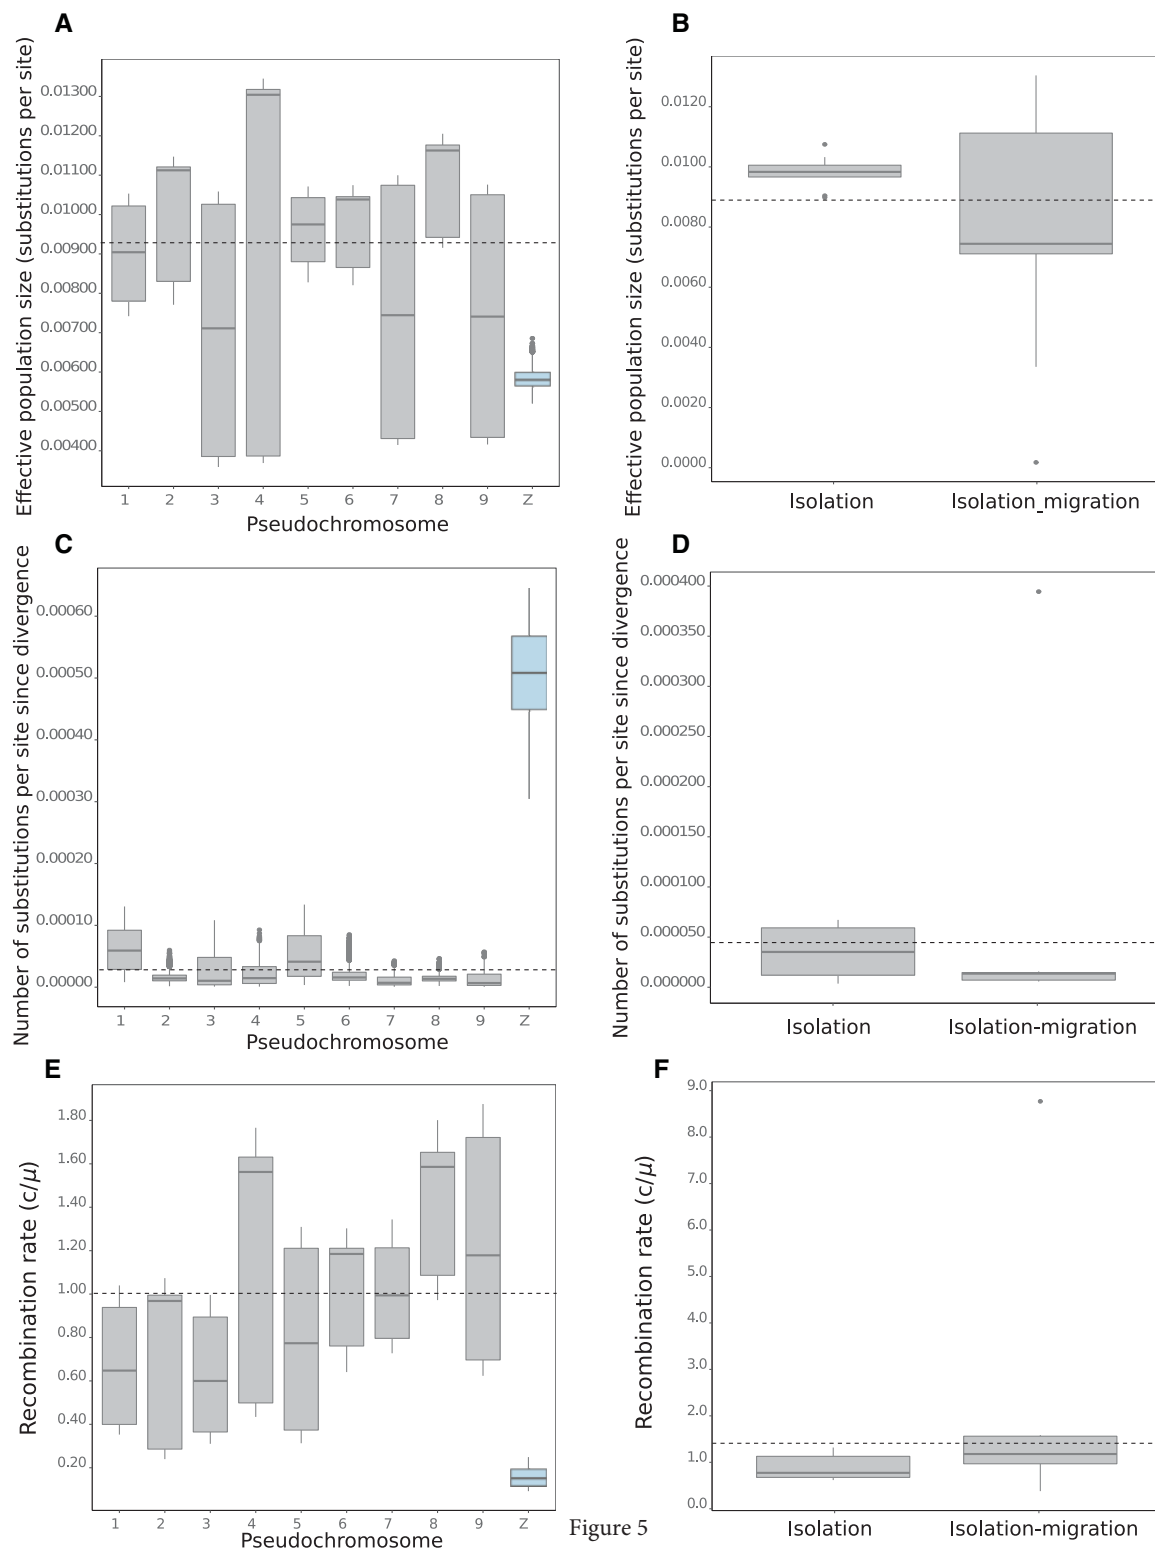 A
Effective population size (substitutions per site)
0.01300
0.01200
0.01100
0.01000
0.00900
0.00800
0.00700
0.00600
0.00500
0.00400
1 2 3 4 5 6 7 8 9 Z
Pseudochromosome
B
Effective population size (substitutions per site)
0.0120
0.0100
0.0080
0.0060
0.0040
0.0020
0.0000
Isolation Isolation_migration
C
Number of substitutions per site since divergence
0.00060
0.00050
0.00040
0.00030
0.00020
0.00010
0.00000
1 2 3 4 5 6 7 8 9 Z
Pseudochromosome
D
Number of substitutions per site since divergence
0.000400
0.000350
0.000300
0.000250
0.000200
0.000150
0.000100
0.000050
0.000000
Isolation Isolation-migration
E
Recombination rate (c/μ)
1.80
1.60
1.40
1.20
1.00
0.80
0.60
0.40
0.20
1 2 3 4 5 6 7 8 9 Z
Pseudochromosome
F
Recombination rate (c/μ)
9.0
8.0
7.0
6.0
5.0
4.0
3.0
2.0
1.0
0.0
Isolation Isolation-migration
Figure 5